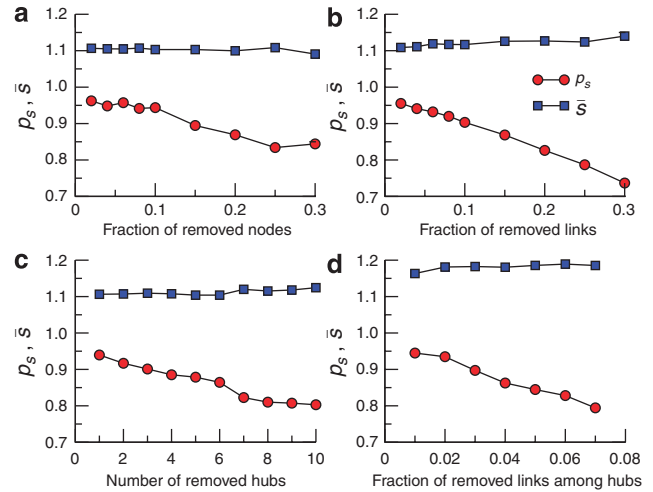 a
1.2
1.1
1.0
0.9
0.8
0.7
pₛ , s̄
0 0.1 0.2 0.3
Fraction of removed nodes
b
1.2
1.1
1.0
0.9
0.8
0.7
pₛ , s̄
pₛ
s̄
0 0.1 0.2 0.3
Fraction of removed links
c
1.2
1.1
1.0
0.9
0.8
0.7
pₛ , s̄
0 2 4 6 8 10
Number of removed hubs
d
1.2
1.1
1.0
0.9
0.8
0.7
pₛ , s̄
0 0.02 0.04 0.06 0.08
Fraction of removed links among hubs